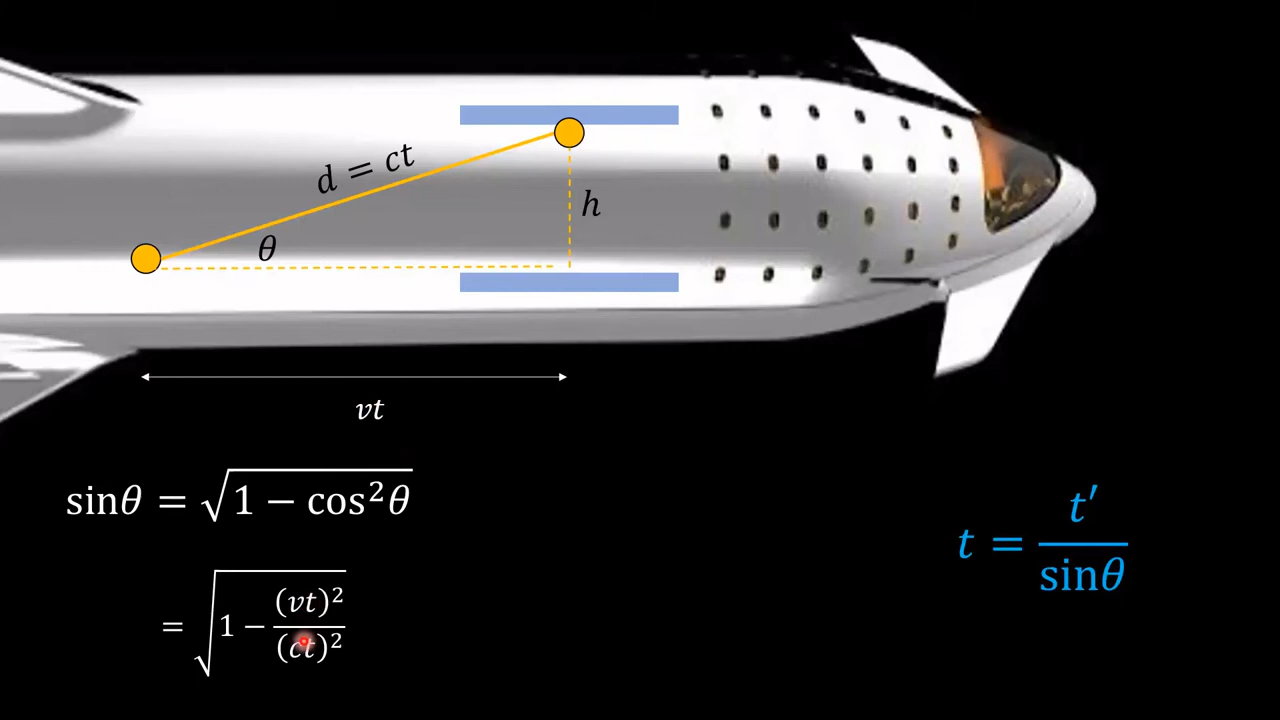 d = ct
h
θ
vt
sinθ = √(1 − cos²θ)
t = t′/sinθ
= √(1 − (vt)²/(ct)²)